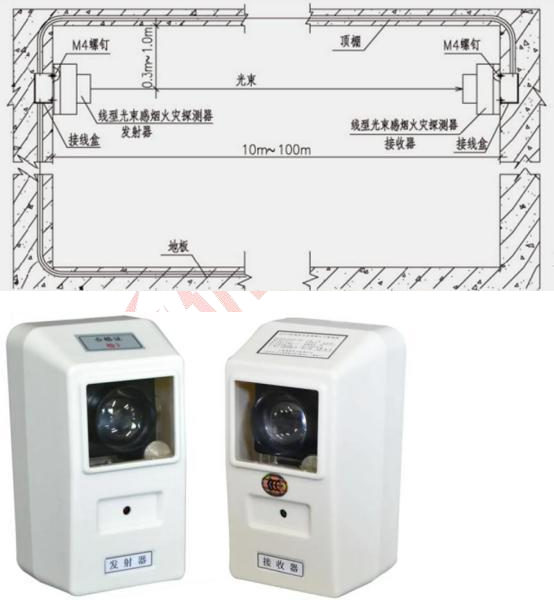 顶棚
M4螺钉
M4螺钉
0.3m~1.0m
光束
线型光束感烟火灾探测器
发射器
接线盒
线型光束感烟火灾探测器
接收器
接线盒
10m~100m
地板
合格证
发射器
接收器